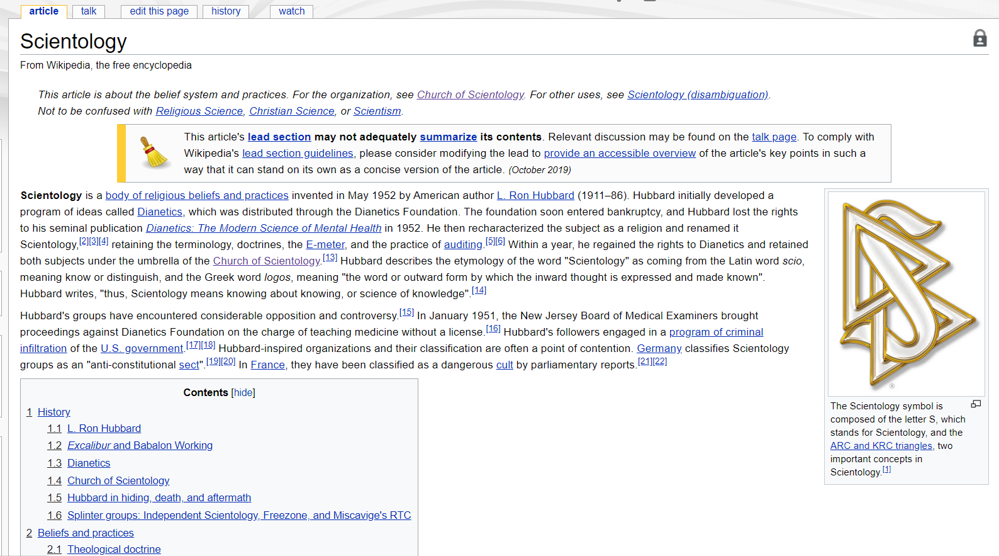 article talk edit this page history watch
Scientology
From Wikipedia, the free encyclopedia
This article is about the belief system and practices. For the organization, see Church of Scientology. For other uses, see Scientology (disambiguation).
Not to be confused with Religious Science, Christian Science, or Scientism.
This article's lead section may not adequately summarize its contents. Relevant discussion may be found on the talk page. To comply with
Wikipedia's lead section guidelines, please consider modifying the lead to provide an accessible overview of the article's key points in such a
way that it can stand on its own as a concise version of the article. (October 2019)
Scientology is a body of religious beliefs and practices invented in May 1952 by American author L. Ron Hubbard (1911–86). Hubbard initially developed a
program of ideas called Dianetics, which was distributed through the Dianetics Foundation. The foundation soon entered bankruptcy, and Hubbard lost the rights
to his seminal publication Dianetics: The Modern Science of Mental Health in 1952. He then recharacterized the subject as a religion and renamed it
Scientology,[2][3][4] retaining the terminology, doctrines, the E-meter, and the practice of auditing.[5][6] Within a year, he regained the rights to Dianetics and retained
both subjects under the umbrella of the Church of Scientology.[13] Hubbard describes the etymology of the word "Scientology" as coming from the Latin word scio,
meaning know or distinguish, and the Greek word logos, meaning "the word or outward form by which the inward thought is expressed and made known".
Hubbard writes, "thus, Scientology means knowing about knowing, or science of knowledge".[14]
Hubbard's groups have encountered considerable opposition and controversy.[15] In January 1951, the New Jersey Board of Medical Examiners brought
proceedings against Dianetics Foundation on the charge of teaching medicine without a license.[16] Hubbard's followers engaged in a program of criminal
infiltration of the U.S. government.[17][18] Hubbard-inspired organizations and their classification are often a point of contention. Germany classifies Scientology
groups as an "anti-constitutional sect".[19][20] In France, they have been classified as a dangerous cult by parliamentary reports.[21][22]
®
The Scientology symbol is
composed of the letter S, which
stands for Scientology, and the
ARC and KRC triangles, two
important concepts in
Scientology.[1]
Contents [hide]
1 History
1.1 L. Ron Hubbard
1.2 Excalibur and Babalon Working
1.3 Dianetics
1.4 Church of Scientology
1.5 Hubbard in hiding, death, and aftermath
1.6 Splinter groups: Independent Scientology, Freezone, and Miscavige's RTC
2 Beliefs and practices
2.1 Theological doctrine